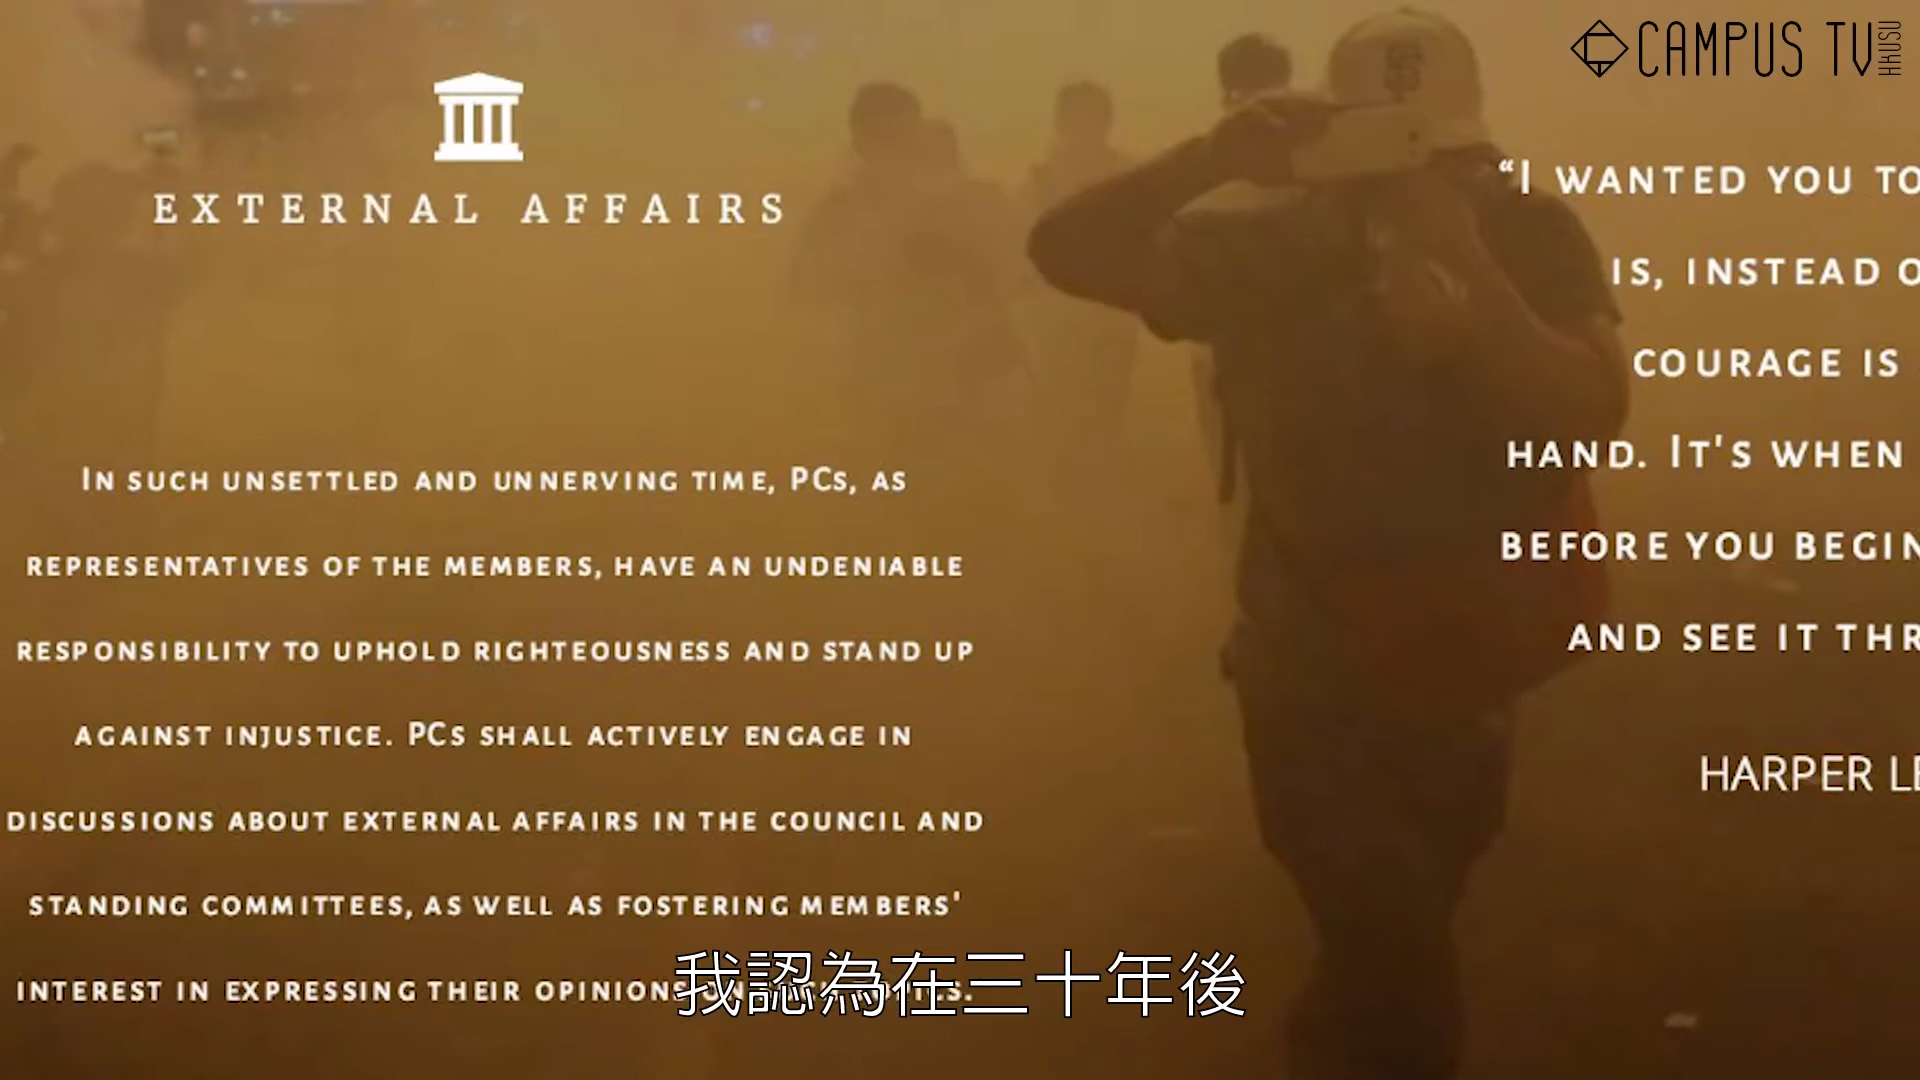 CAMPUS TV
HKUSU
EXTERNAL AFFAIRS
IN SUCH UNSETTLED AND UNNERVING TIME, PCS, AS
REPRESENTATIVES OF THE MEMBERS, HAVE AN UNDENIABLE
RESPONSIBILITY TO UPHOLD RIGHTEOUSNESS AND STAND UP
AGAINST INJUSTICE. PCS SHALL ACTIVELY ENGAGE IN
DISCUSSIONS ABOUT EXTERNAL AFFAIRS IN THE COUNCIL AND
STANDING COMMITTEES, AS WELL AS FOSTERING MEMBERS'
INTEREST IN EXPRESSING THEIR OPINIONS
“I WANTED YOU TO
IS, INSTEAD O
COURAGE IS
HAND. IT'S WHEN
BEFORE YOU BEGIN
AND SEE IT THR
HARPER LE
我認為在三十年後